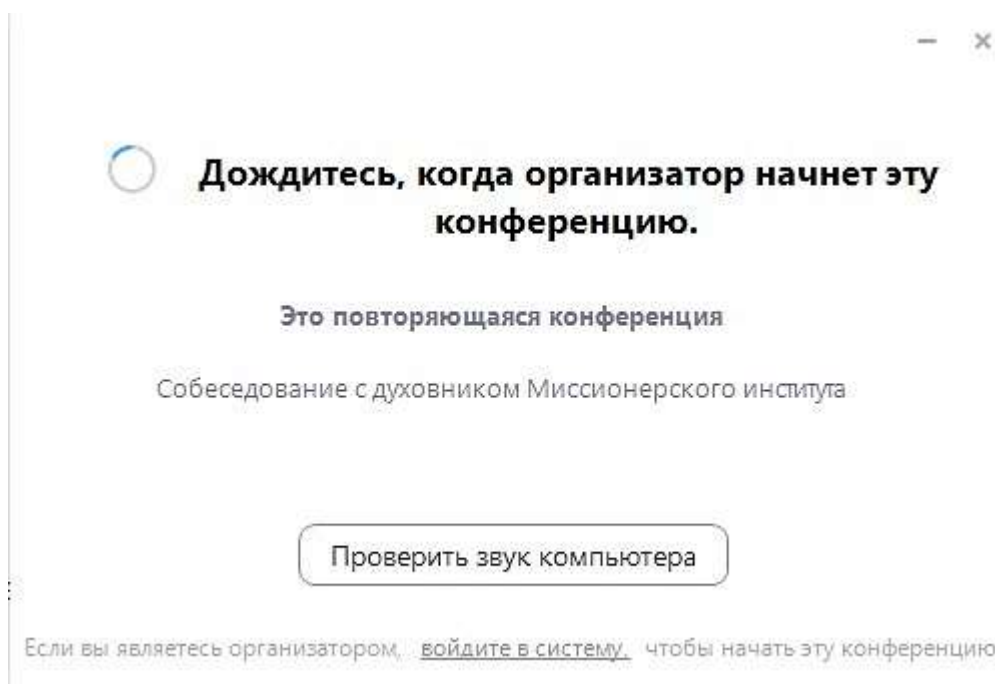 Дождитесь, когда организатор начнет эту
конференцию.
Это повторяющаяся конференция
Собеседование с духовником Миссионерского института
Проверить звук компьютера
Если вы являетесь организатором, войдите в систему, чтобы начать эту конференцию